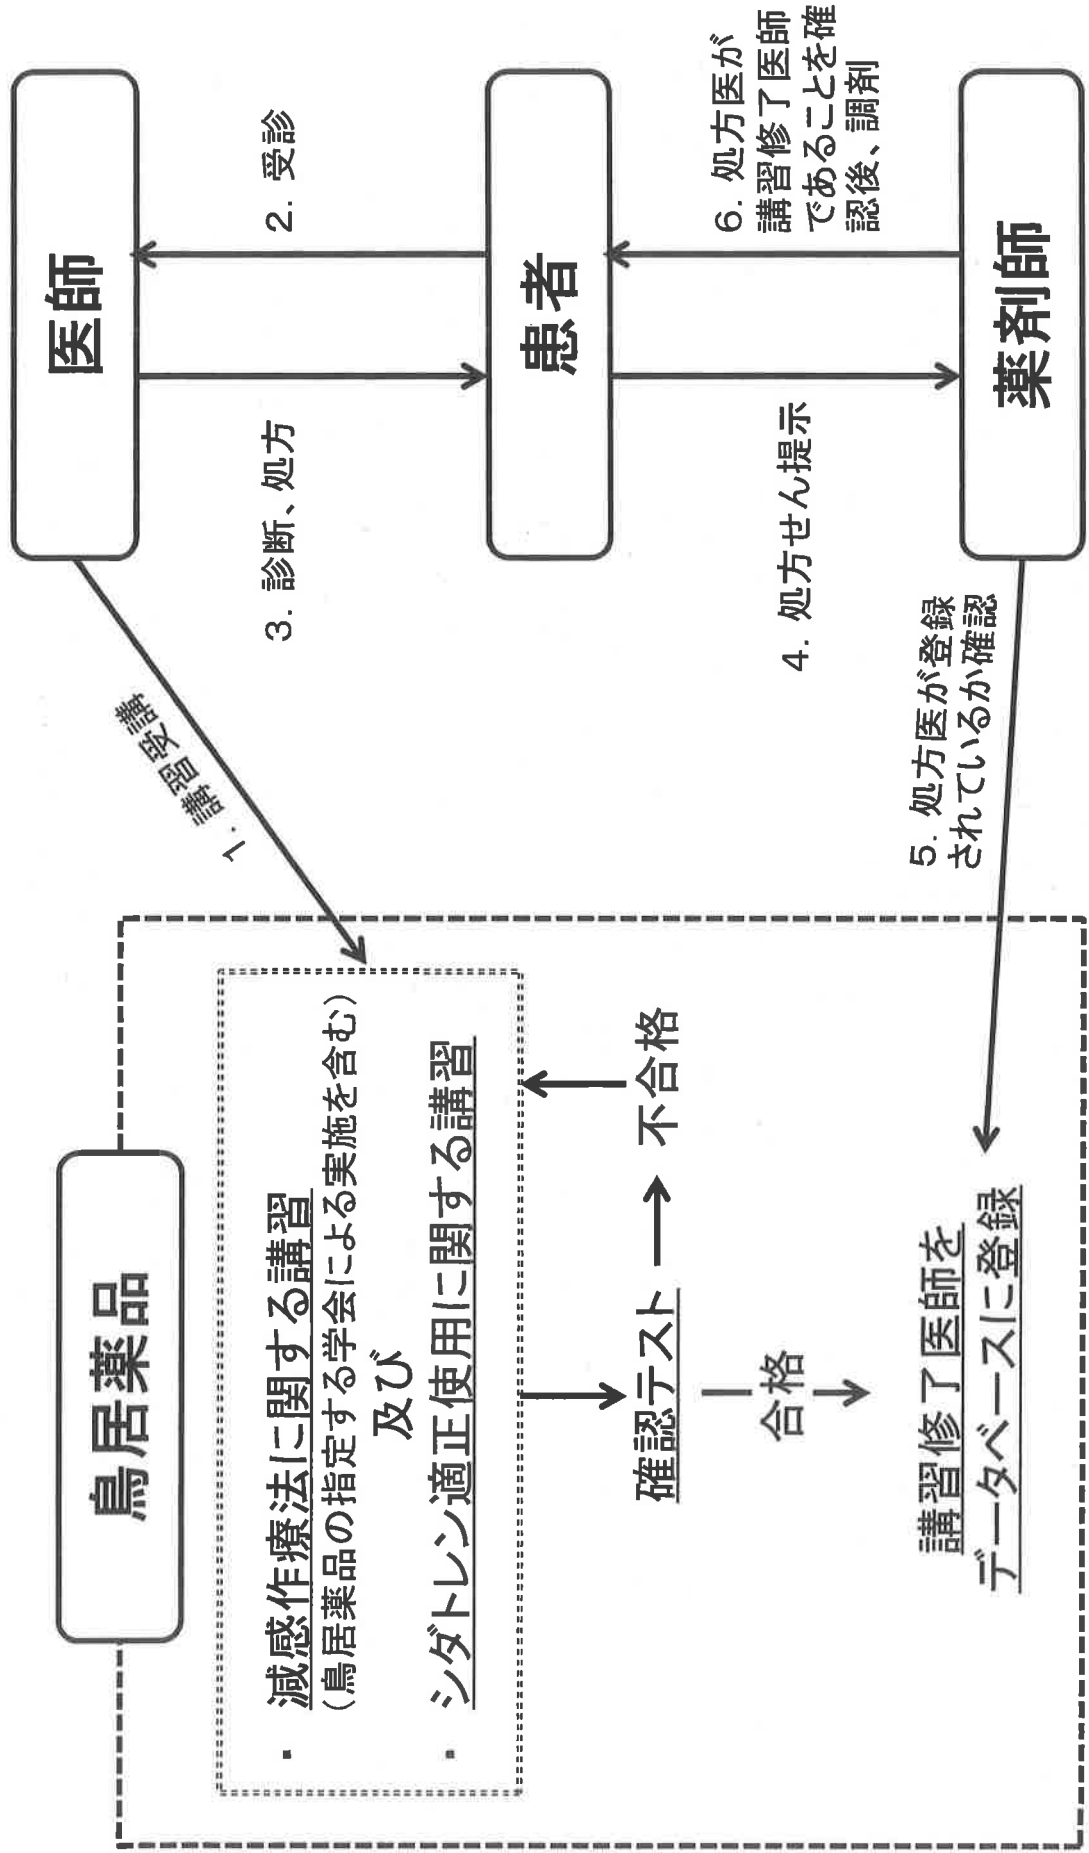 鳥居薬品
・ 減感作療法に関する講習
（鳥居薬品の指定する学会による実施を含む）
及び
・ シダトレン適正使用に関する講習
確認テスト
不合格
合格
講習修了医師を
データベースに登録
1. 講習受講
医師
2. 受診
3. 診断、処方
患者
4. 処方せん提示
5. 処方医が登録
されているか確認
6. 処方医が
講習修了医師
であることを確
認後、調剤
薬剤師